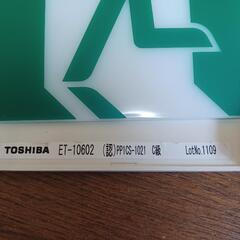 TOSHIBA ET-10602 (認)PP1CS-1021 C級 LotNo.1109